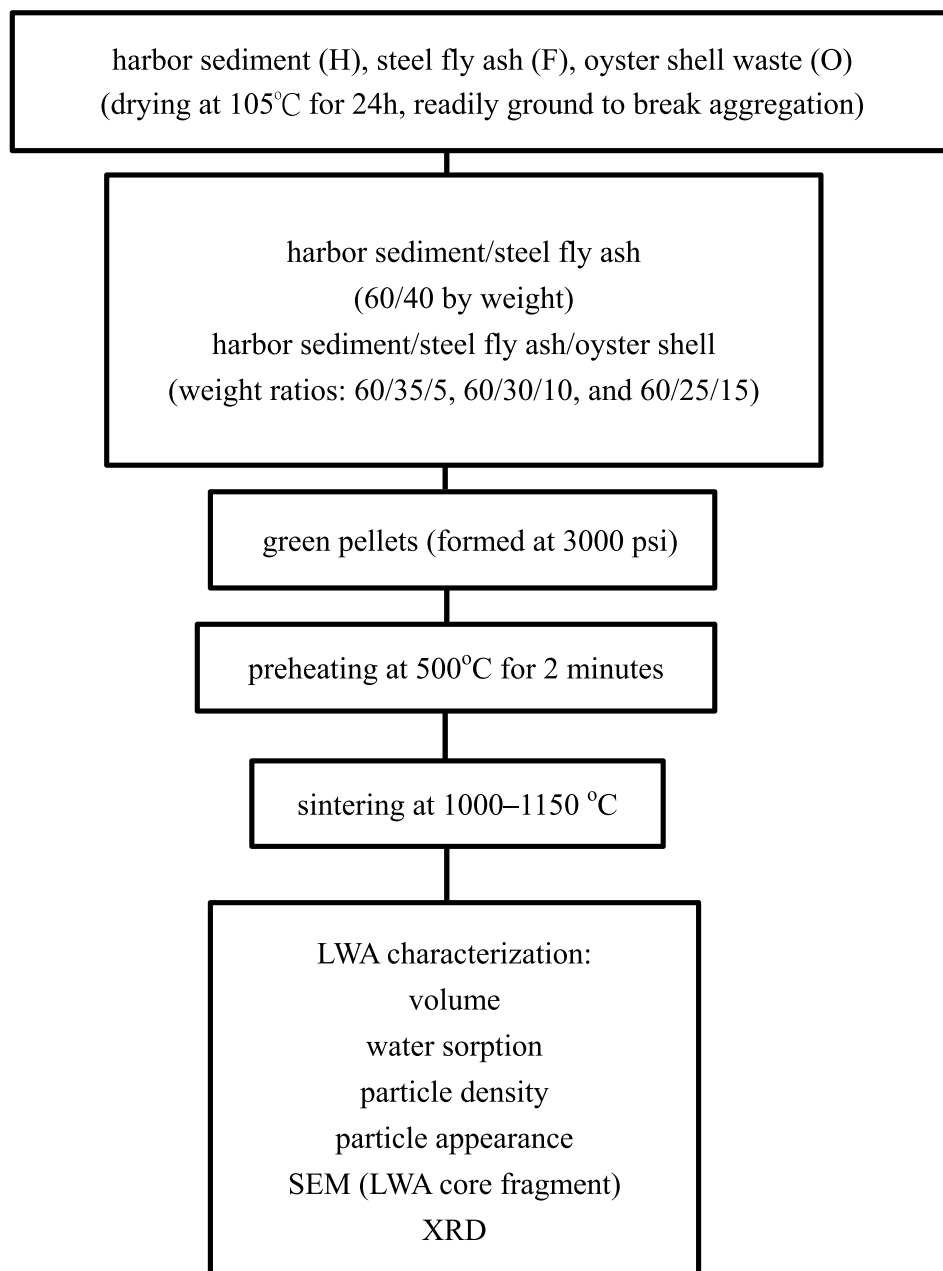 harbor sediment (H), steel fly ash (F), oyster shell waste (O)
(drying at 105℃ for 24h, readily ground to break aggregation)
harbor sediment/steel fly ash
(60/40 by weight)
harbor sediment/steel fly ash/oyster shell
(weight ratios: 60/35/5, 60/30/10, and 60/25/15)
green pellets (formed at 3000 psi)
preheating at 500°C for 2 minutes
sintering at 1000–1150 °C
LWA characterization:
volume
water sorption
particle density
particle appearance
SEM (LWA core fragment)
XRD